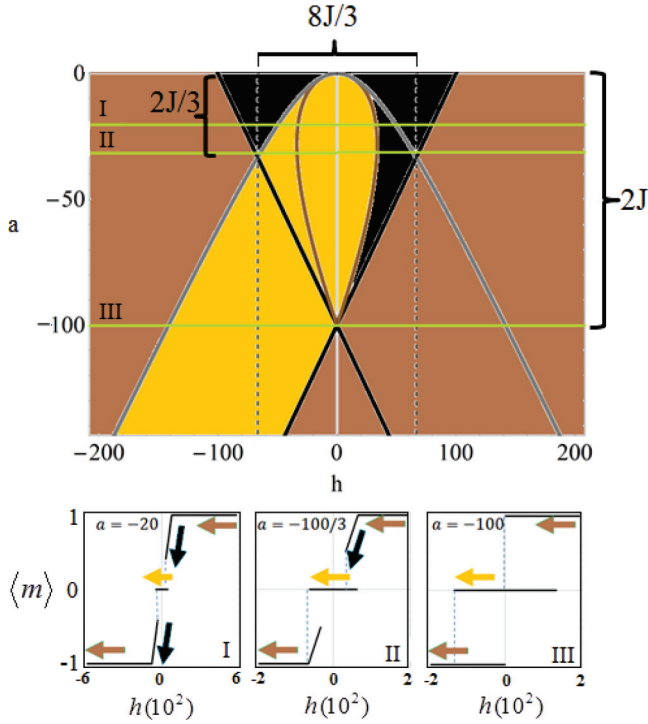 8J/3
0
I
2J/3
II
−50
2J
a
III
−100
−200
−100
0
100
200
h
1
a = −20
a = −100/3
a = −100
⟨m⟩
0
-1
I
II
III
-6
0
6
-2
0
2
-2
0
2
h(10²)
h(10²)
h(10²)